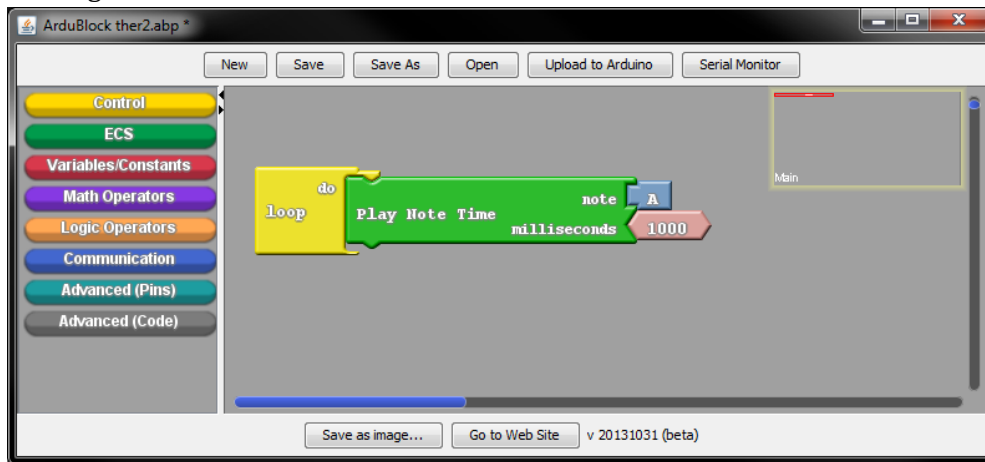 ArduBlock ther2.abp *
New Save Save As Open Upload to Arduino Serial Monitor
Control
ECS
Variables/Constants
Math Operators
Logic Operators
Communication
Advanced (Pins)
Advanced (Code)
Main
do
loop
Play Note Time
note A
milliseconds 1000
Save as image... Go to Web Site v 20131031 (beta)